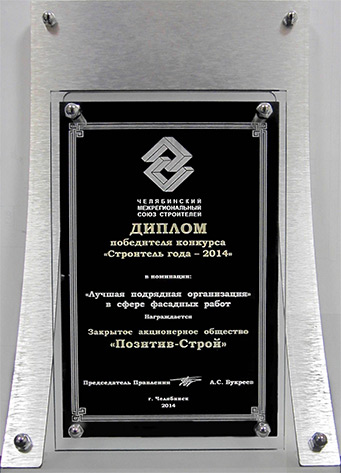 ЧЕЛЯБИНСКИЙ
МЕЖРЕГИОНАЛЬНЫЙ
СОЮЗ СТРОИТЕЛЕЙ
ДИПЛОМ
победителя конкурса
«Строитель года – 2014»
в номинации:
«Лучшая подрядная организация»
в сфере фасадных работ
Награждается
Закрытое акционерное общество
«Позитив-Строй»
Председатель Правления А.С. Букреев
г. Челябинск
2014